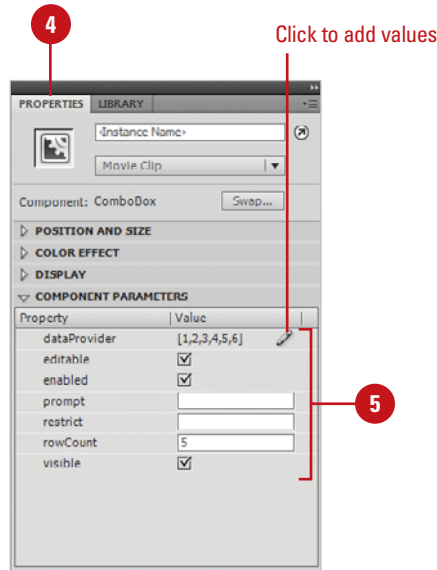 4
Click to add values
PROPERTIES LIBRARY
<Instance Name>
Movie Clip
Component: ComboBox Swap...
POSITION AND SIZE
COLOR EFFECT
DISPLAY
COMPONENT PARAMETERS
Property Value
dataProvider [1,2,3,4,5,6]
editable
enabled
prompt
5
restrict
rowCount 5
visible